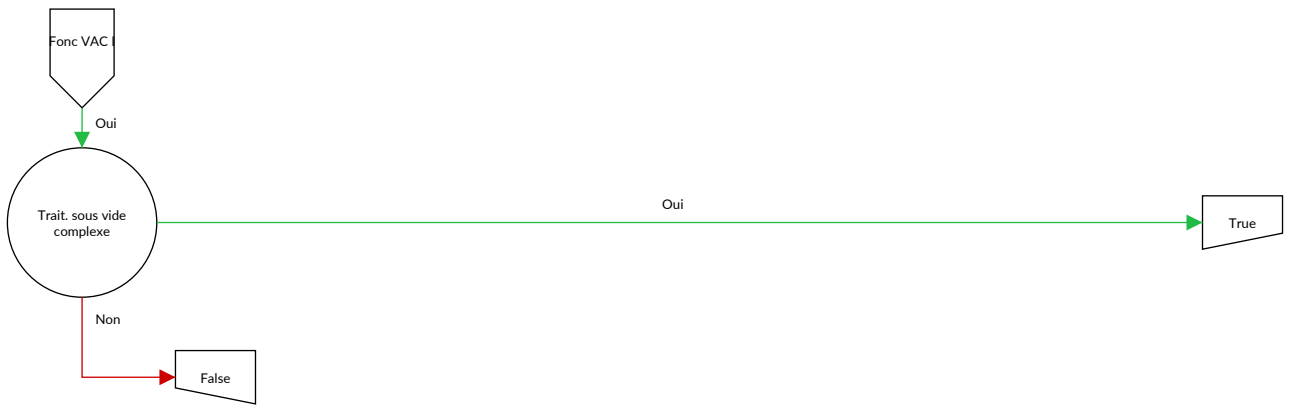 Fonc VAC I
Oui
Trait. sous vide
complexe
Oui
True
Non
False